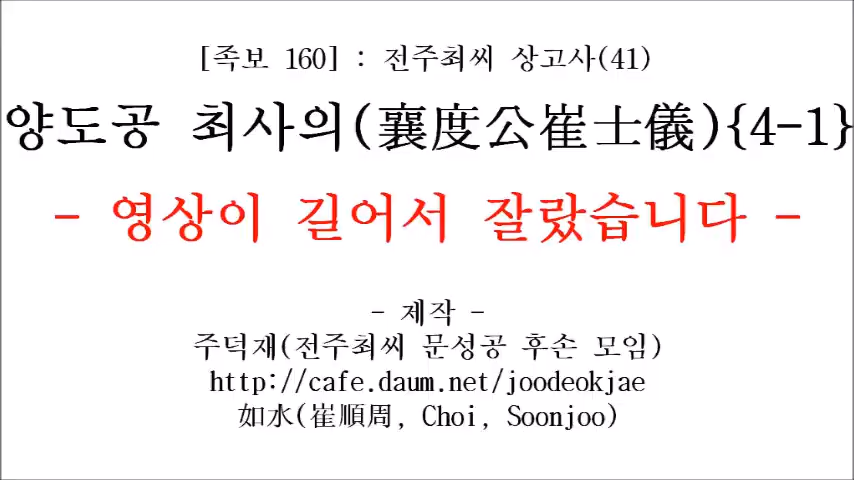 [족보 160] : 전주최씨 상고사(41)
양도공 최사의(襄度公崔士儀){4-1}
- 영상이 길어서 잘랐습니다 -
- 제작 -
주덕재(전주최씨 문성공 후손 모임)
http://cafe.daum.net/joodeokjae
如水(崔順周, Choi, Soonjoo)